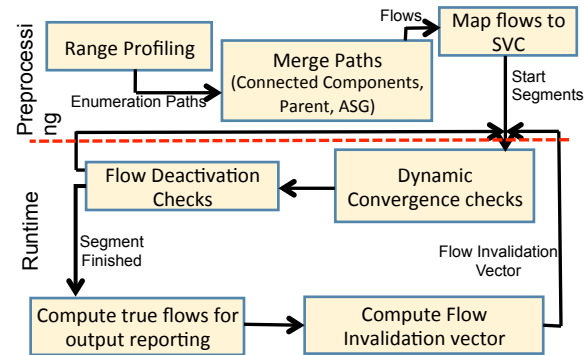 Flows
Map flows to
SVC
Range Profiling
Merge Paths
(Connected Components,
Parent, ASG)
Enumeration Paths
Start
Segments
Preprocessi
ng
Flow Deactivation
Checks
Dynamic
Convergence checks
Runtime
Segment
Finished
Flow Invalidation
Vector
Compute true flows for
output reporting
Compute Flow
Invalidation vector